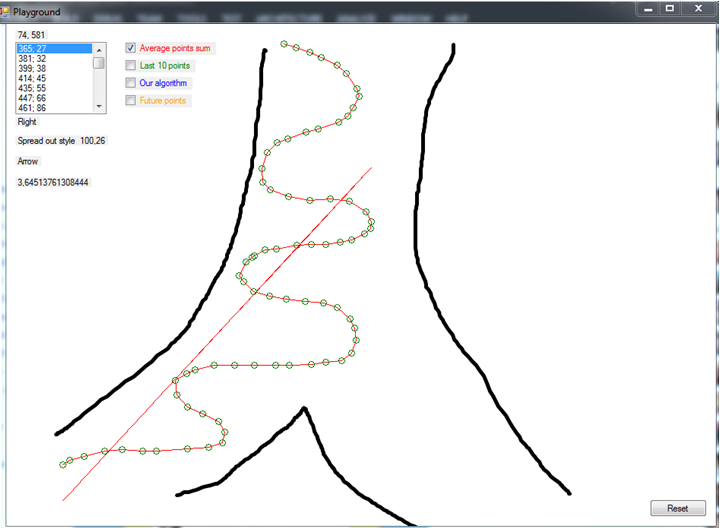 Playground
74, 581
365; 27
381; 32
399; 38
414; 45
435; 55
447; 66
461; 86
Average points sum
Last 10 points
Our algorithm
Future points
Right
Spread out style 100,26
Arrow
3,64513761308444
Reset